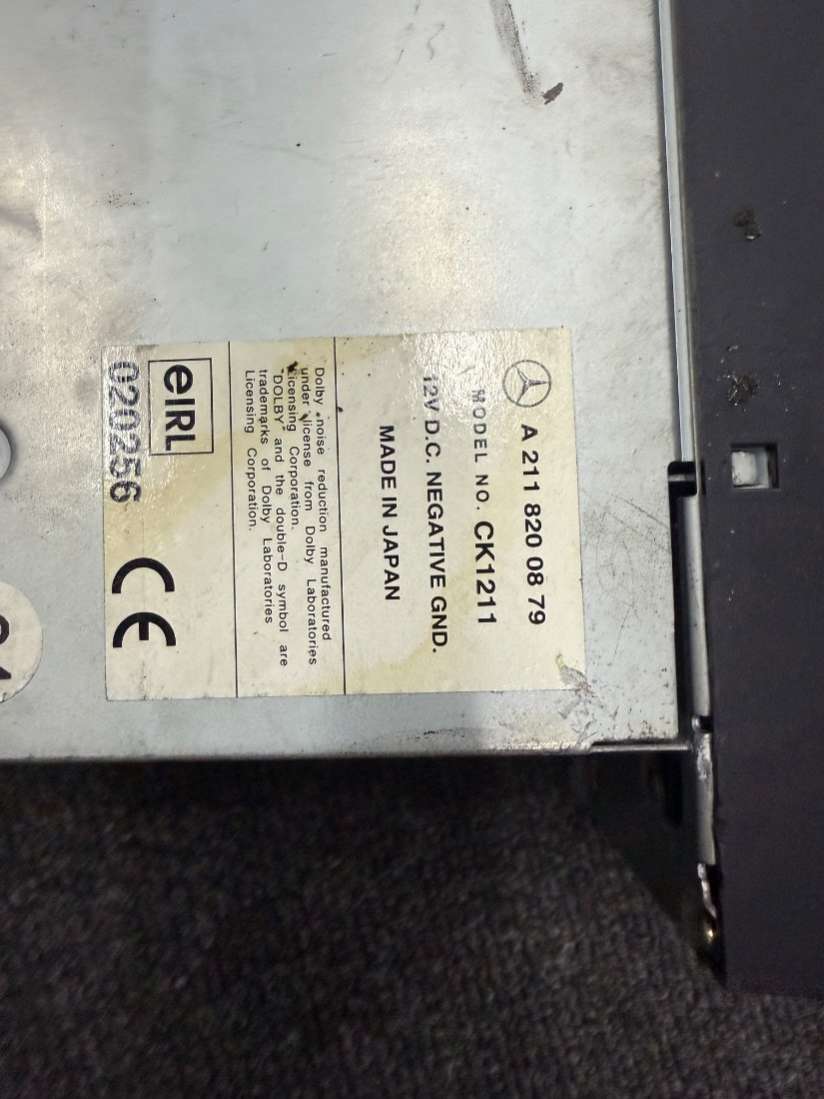 A 211 820 08 79
MODEL NO. CK1211
12V D.C. NEGATIVE GND.
MADE IN JAPAN
Dolby noise reduction manufactured
under license from Dolby Laboratories
Licensing Corporation.
"DOLBY" and the double-D symbol are
trademarks of Dolby Laboratories
Licensing Corporation.
eIRL
020256
CE